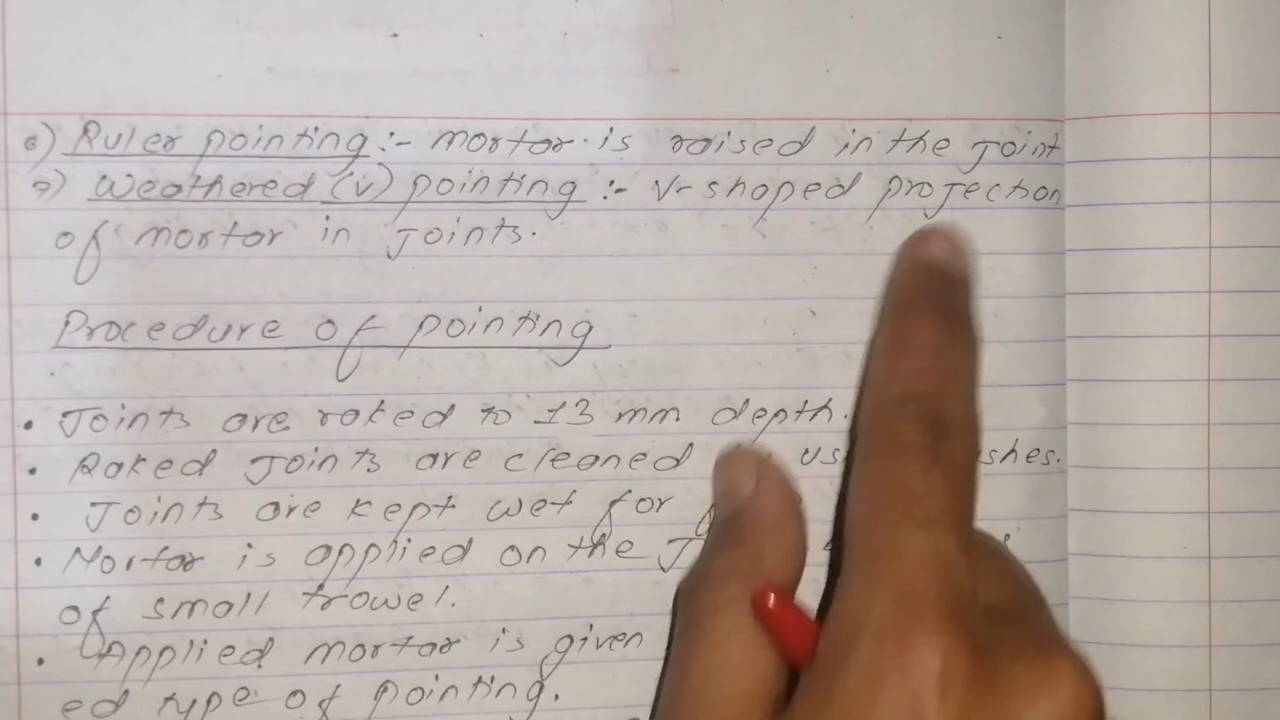 6) Ruler pointing :- mortar is raised in the joint
7) Weathered (v) pointing :- V-shaped projection
of mortar in joints.
Procedure of pointing
• Joints are raked to 13 mm depth.
• Raked joints are cleaned
• Joints are kept wet for
• Mortar is applied on the
of small trowel.
• Applied mortar is given
ed type of pointing.